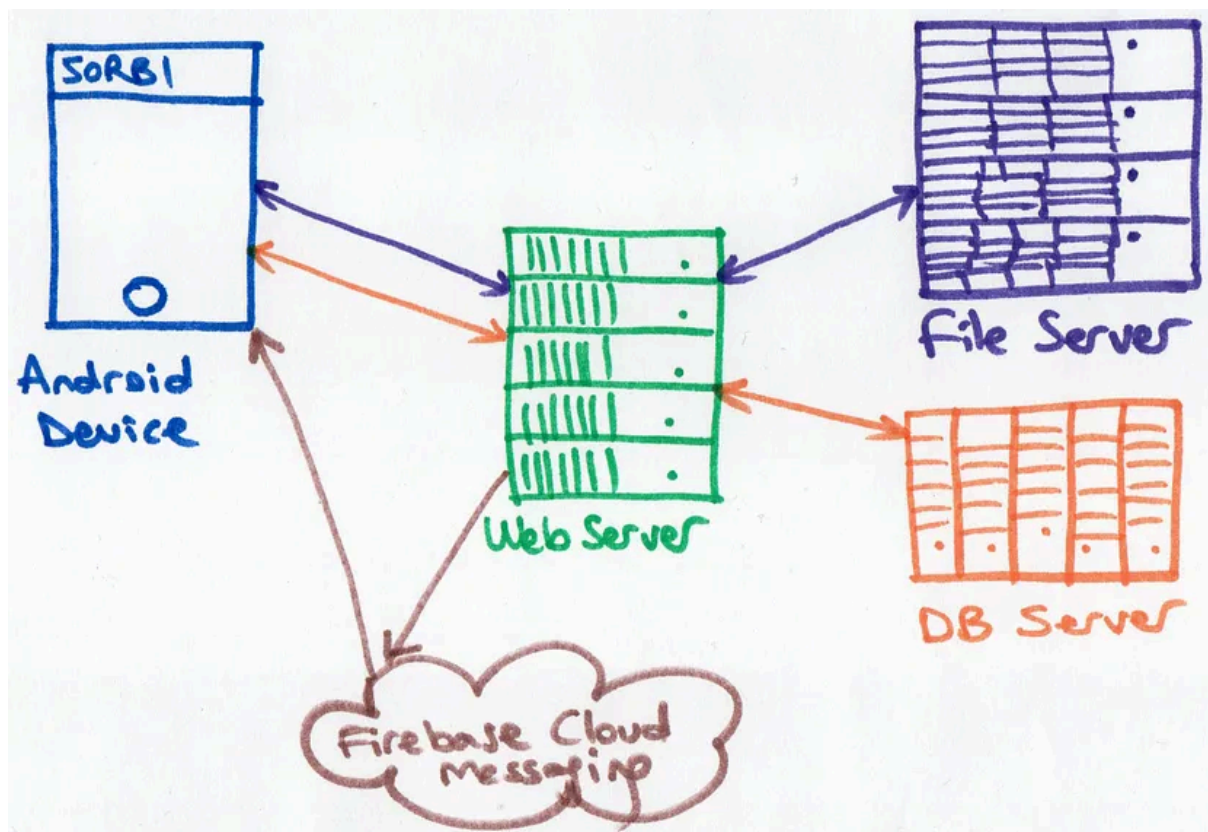 SORBI
Android
Device
Web Server
File Server
DB Server
Firebase Cloud
Messaging